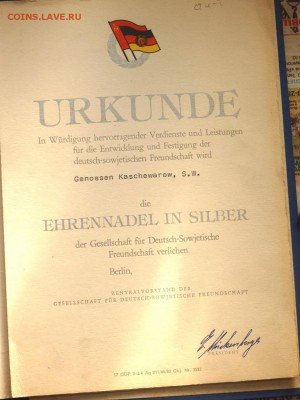 COINS.LAVE.RU
URKUNDE
In Würdigung hervorragender Verdienste und Leistungen
für die Entwicklung und Festigung der
deutsch-sowjetischen Freundschaft wird
Genossen Kaschewarow, S.W.
die
EHRENNADEL IN SILBER
der Gesellschaft für Deutsch-Sowjetische
Freundschaft verliehen
Berlin,
ZENTRALVORSTAND DER
GESELLSCHAFT FÜR DEUTSCH-SOWJETISCHE FREUNDSCHAFT
PRÄSIDENT